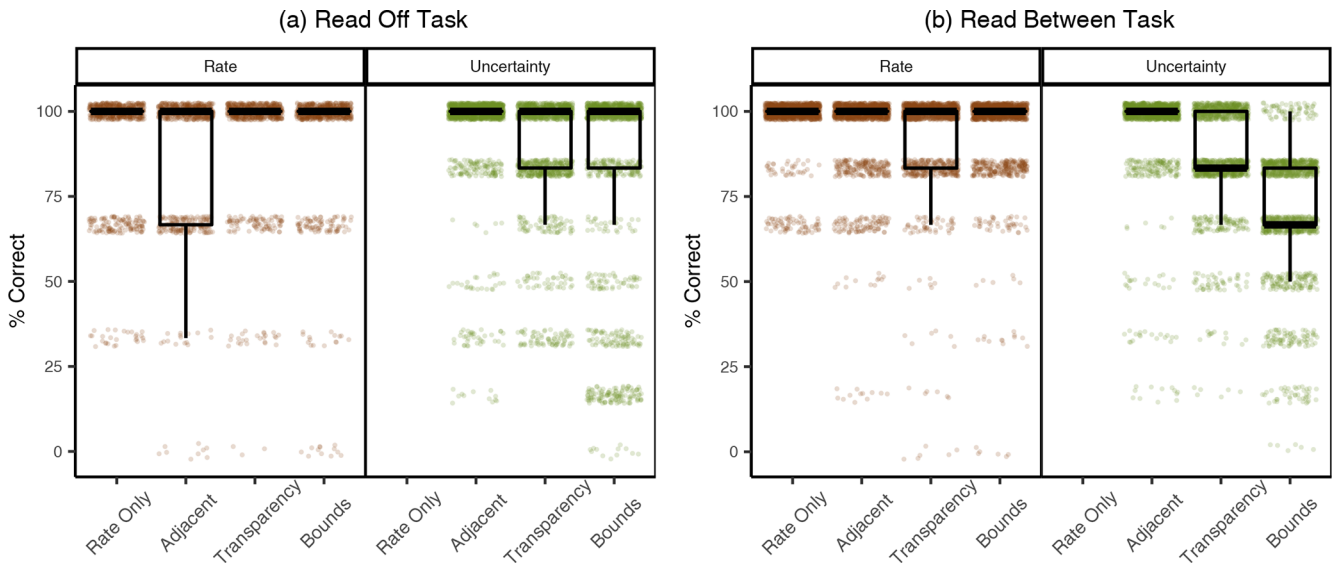 (a) Read Off Task
Rate
Uncertainty
% Correct
100
75
50
25
0
Rate Only
Adjacent
Transparency
Bounds
Rate Only
Adjacent
Transparency
Bounds
(b) Read Between Task
Rate
Uncertainty
% Correct
100
75
50
25
0
Rate Only
Adjacent
Transparency
Bounds
Rate Only
Adjacent
Transparency
Bounds